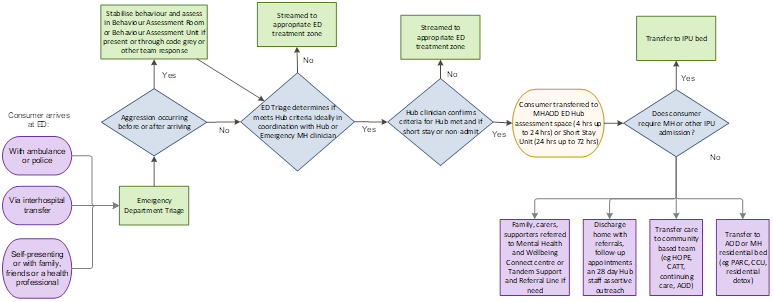 Consumer arrives
at ED:
With ambulance
or police
Via interhospital
transfer
Self-presenting
or with family,
friends or a health
professional
Emergency
Department Triage
Aggression occurring
before or after arriving
Yes
No
Stabilise behaviour and assess
in Behaviour Assessment Room
or Behaviour Assessment Unit if
present or through code grey or
other team response
ED Triage determines if
meets Hub criteria ideally in
coordination with Hub or
Emergency MH clinician
No
Yes
Streamed to
appropriate ED
treatment zone
Hub clinician confirms
criteria for Hub met and if
short stay or non-admit
No
Yes
Streamed to
appropriate ED
treatment zone
Consumer transferred to
MHAOD ED Hub
assessment space (4 hrs up
to 24 hrs) or Short Stay
Unit (24 hrs up to 72 hrs)
Does consumer
require MH or other IPU
admission?
Yes
No
Transfer to IPU bed
Family, carers,
supporters referred
to Mental Health and
Wellbeing
Connect centre or
Tandem Support
and Referral Line if
need
Discharge
home with
referrals,
follow up
appointments
an 28 day Hub
staff assertive
outreach
Transfer care to
community
based team
(eg HOPE,
CATT,
continuing
care, AOD)
Transfer to
AOD or MH
residential bed
(eg PARC, CCU,
residential
detox)